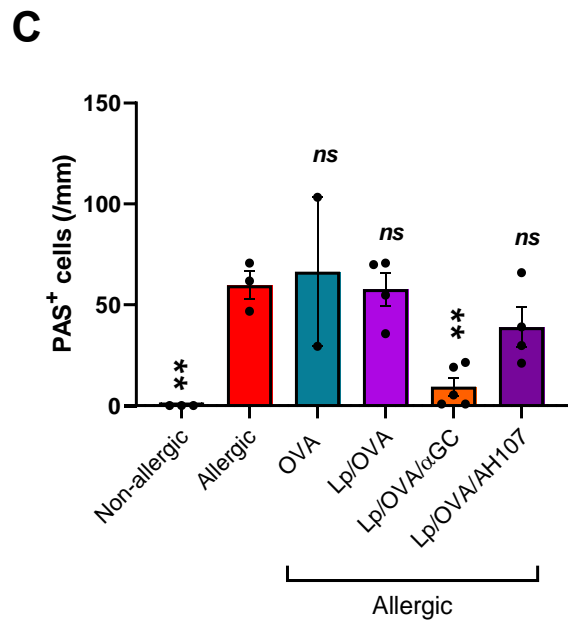 C
PAS⁺ cells (/mm)
150
100
50
0
**
ns
ns
**
ns
Non-allergic
Allergic
OVA
Lp/OVA
Lp/OVA/αGC
Lp/OVA/AH107
Allergic